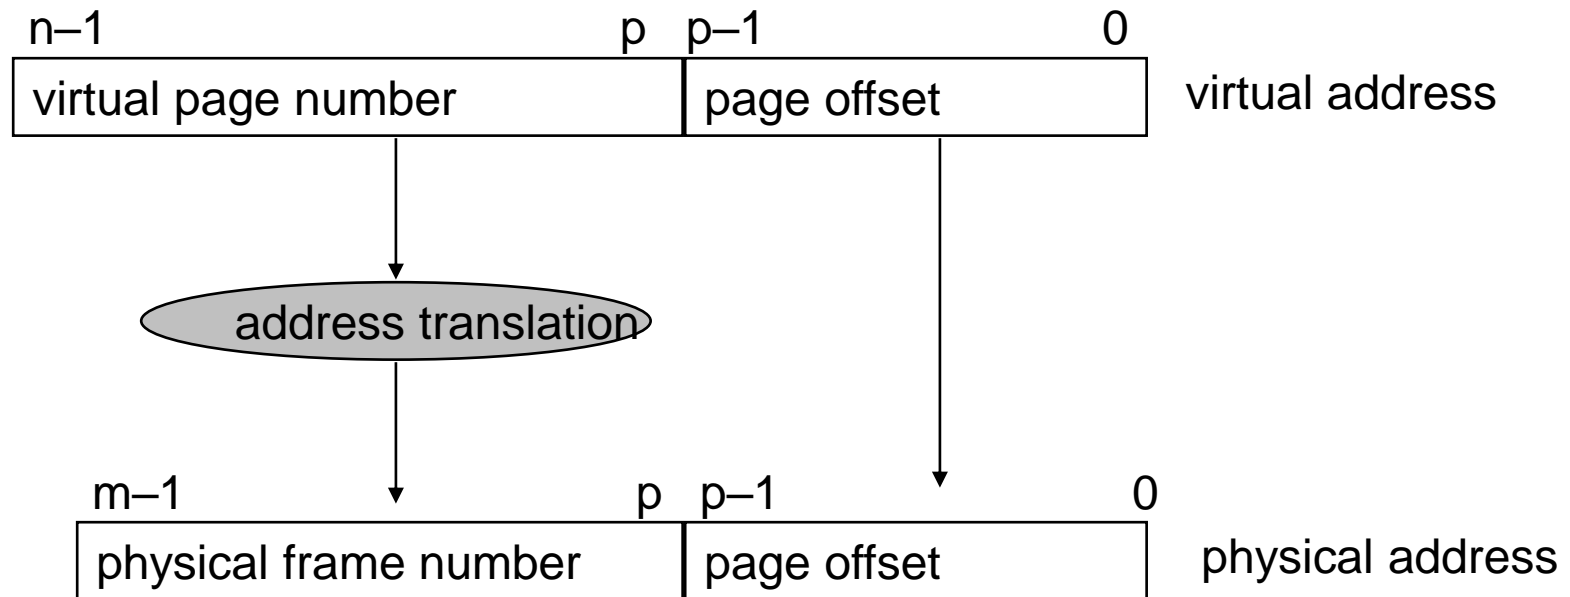 n–1 p p–1 0
virtual page number page offset virtual address
address translation
m–1 p p–1 0
physical frame number page offset physical address